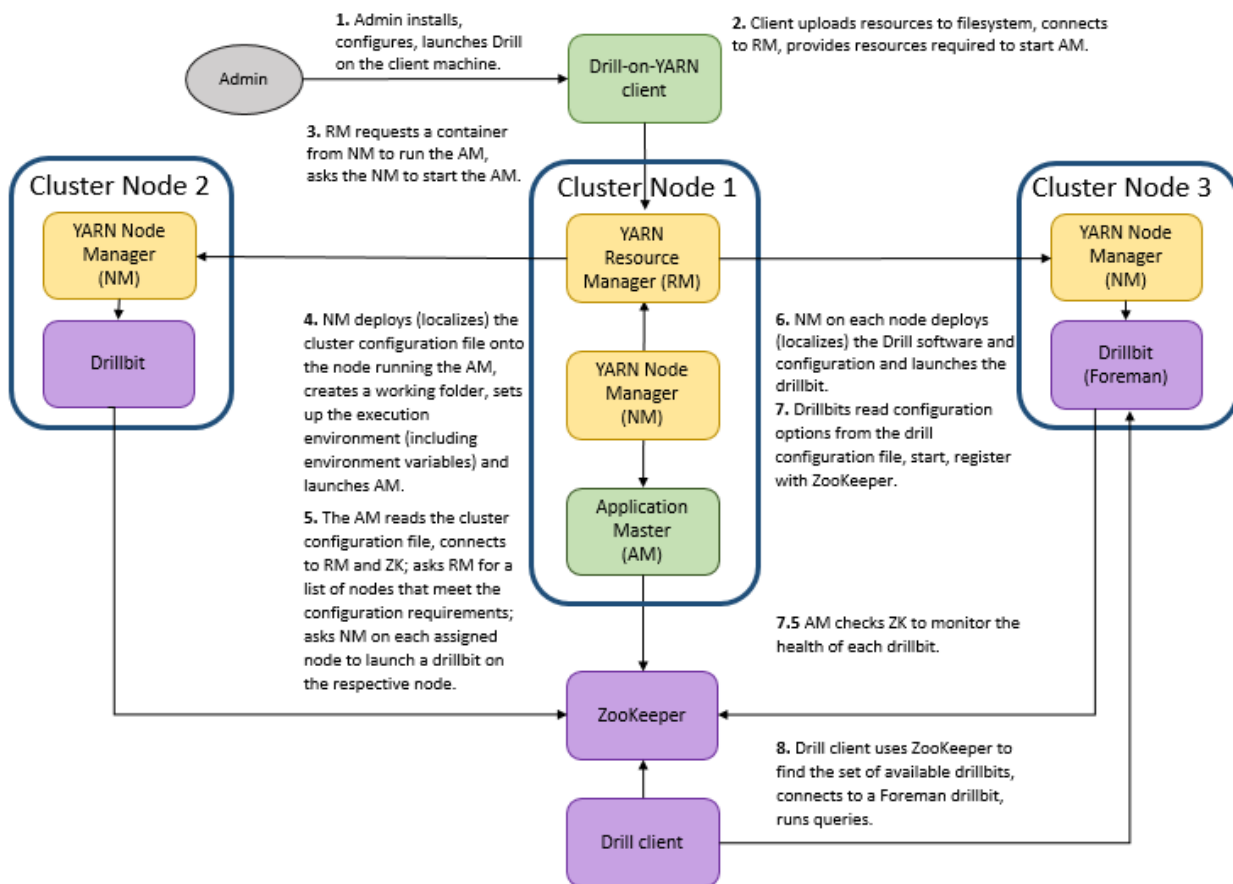 1. Admin installs,
configures, launches Drill
on the client machine.
2. Client uploads resources to filesystem, connects
to RM, provides resources required to start AM.
Admin
Drill-on-YARN
client
3. RM requests a container
from NM to run the AM,
asks the NM to start the AM.
Cluster Node 2
YARN Node
Manager
(NM)
Drillbit
Cluster Node 1
YARN
Resource
Manager (RM)
YARN Node
Manager
(NM)
Application
Master
(AM)
Cluster Node 3
YARN Node
Manager
(NM)
Drillbit
(Foreman)
4. NM deploys (localizes) the
cluster configuration file onto
the node running the AM,
creates a working folder, sets
up the execution
environment (including
environment variables) and
launches AM.
5. The AM reads the cluster
configuration file, connects
to RM and ZK; asks RM for a
list of nodes that meet the
configuration requirements;
asks NM on each assigned
node to launch a drillbit on
the respective node.
6. NM on each node deploys
(localizes) the Drill software and
configuration and launches the
drillbit.
7. Drillbits read configuration
options from the drill
configuration file, start, register
with ZooKeeper.
7.5 AM checks ZK to monitor the
health of each drillbit.
ZooKeeper
8. Drill client uses ZooKeeper to
find the set of available drillbits,
connects to a Foreman drillbit,
runs queries.
Drill client